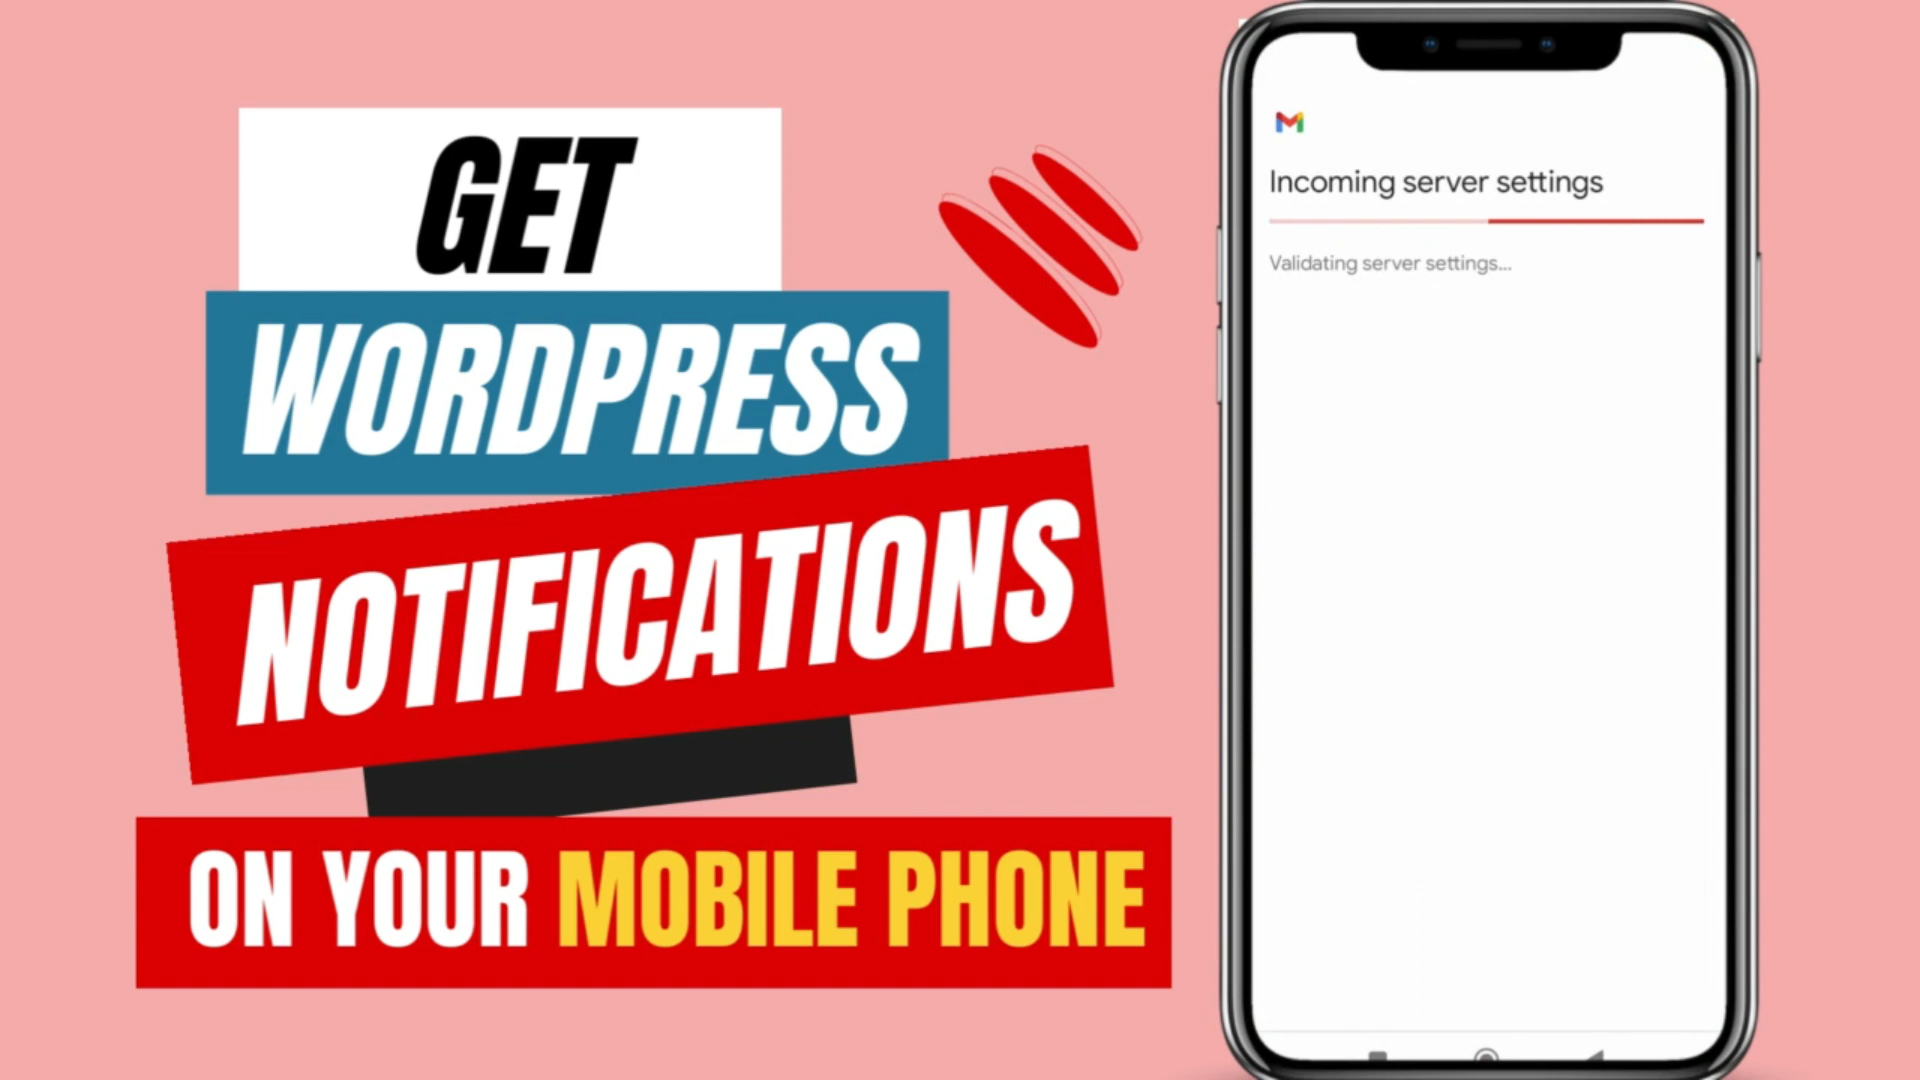 GET
WORDPRESS
NOTIFICATIONS
ON YOUR MOBILE PHONE
Incoming server settings
Validating server settings...